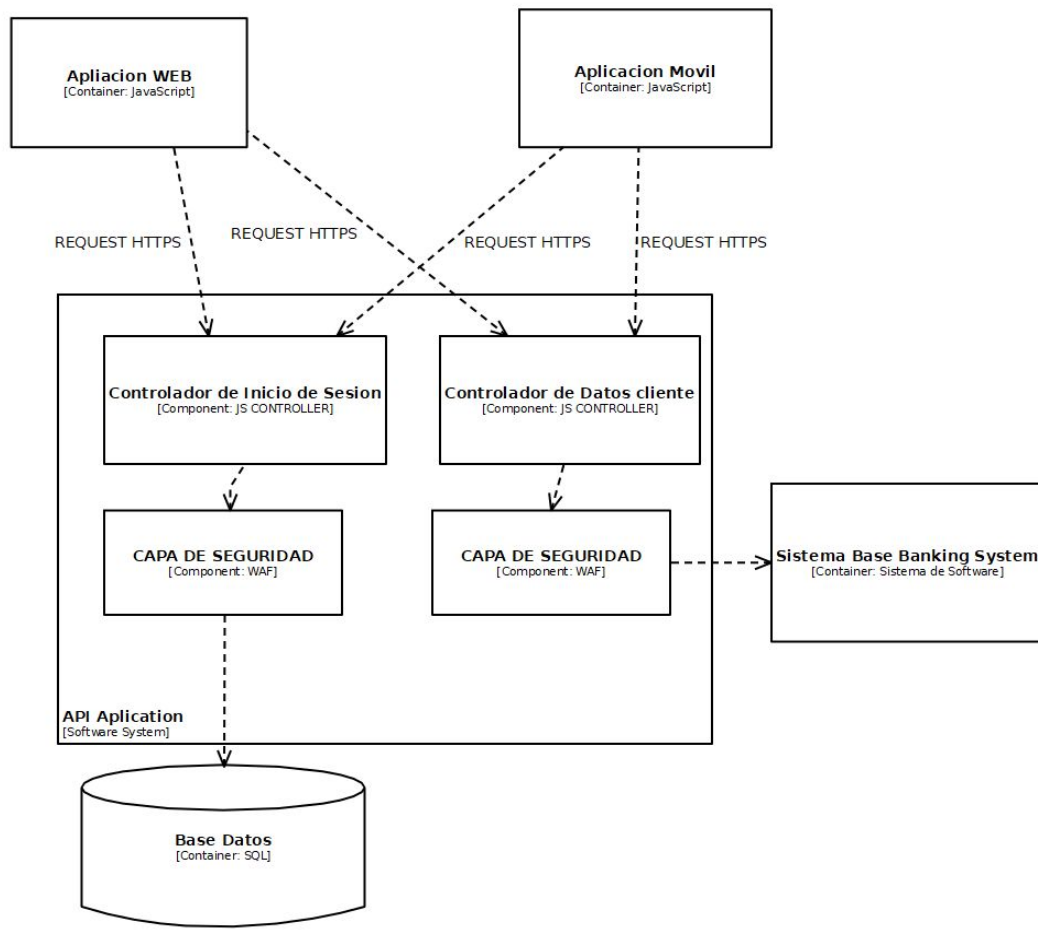 Apliacion WEB
[Container: JavaScript]
Aplicacion Movil
[Container: JavaScript]
REQUEST HTTPS
REQUEST HTTPS
REQUEST HTTPS
REQUEST HTTPS
Controlador de Inicio de Sesion
[Component: JS CONTROLLER]
Controlador de Datos cliente
[Component: JS CONTROLLER]
CAPA DE SEGURIDAD
[Component: WAF]
CAPA DE SEGURIDAD
[Component: WAF]
Sistema Base Banking System
[Container: Sistema de Software]
API Aplication
[Software System]
Base Datos
[Container: SQL]